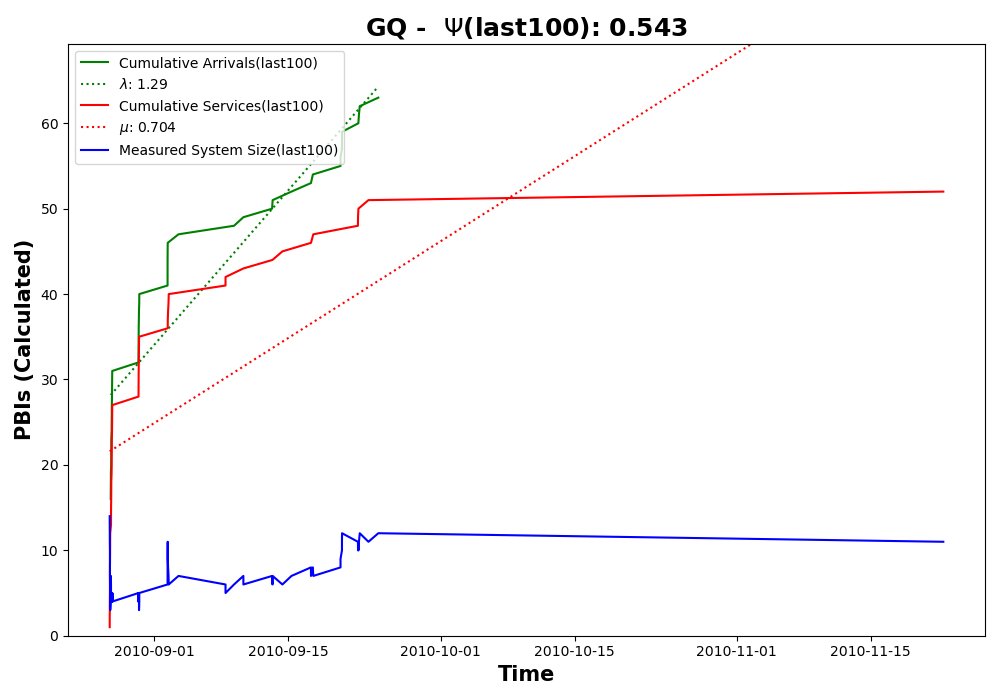 GQ - Ψ(last100): 0.543
Cumulative Arrivals(last100)
λ: 1.29
Cumulative Services(last100)
μ: 0.704
Measured System Size(last100)
PBIs (Calculated)
60
50
40
30
20
10
0
2010-09-01 2010-09-15 2010-10-01 2010-10-15 2010-11-01 2010-11-15
Time